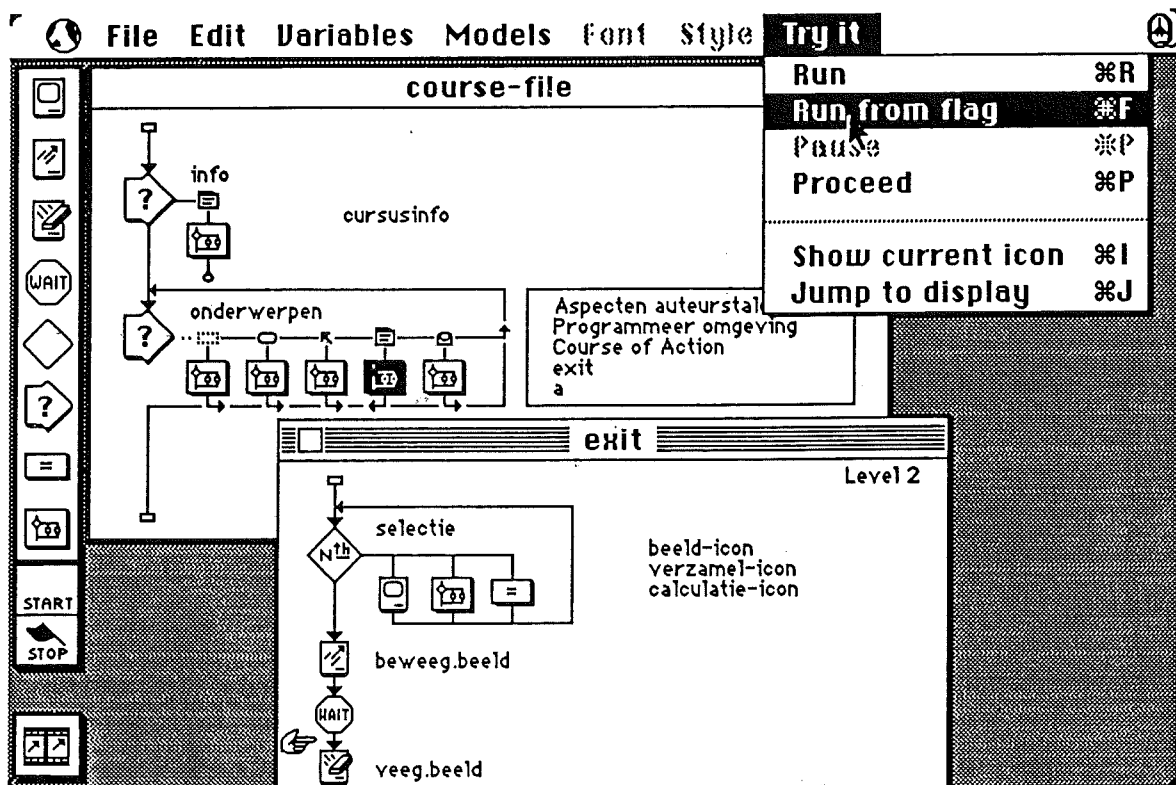 File Edit Variables Models Font Style Try it
Run ⌘R
Run from flag ⌘F
Pause ⌘P
Proceed ⌘P
Show current icon ⌘I
Jump to display ⌘J
course-file
?
info
cursusinfo
WAIT
?
onderwerpen
?
=
START
STOP
Aspecten auteurstale
Programmeer omgeving
Course of Action
exit
a
exit
Level 2
selectie
Nth
=
beeld-icon
verzamel-icon
calculatie-icon
beweeg.beeld
WAIT
veeg.beeld